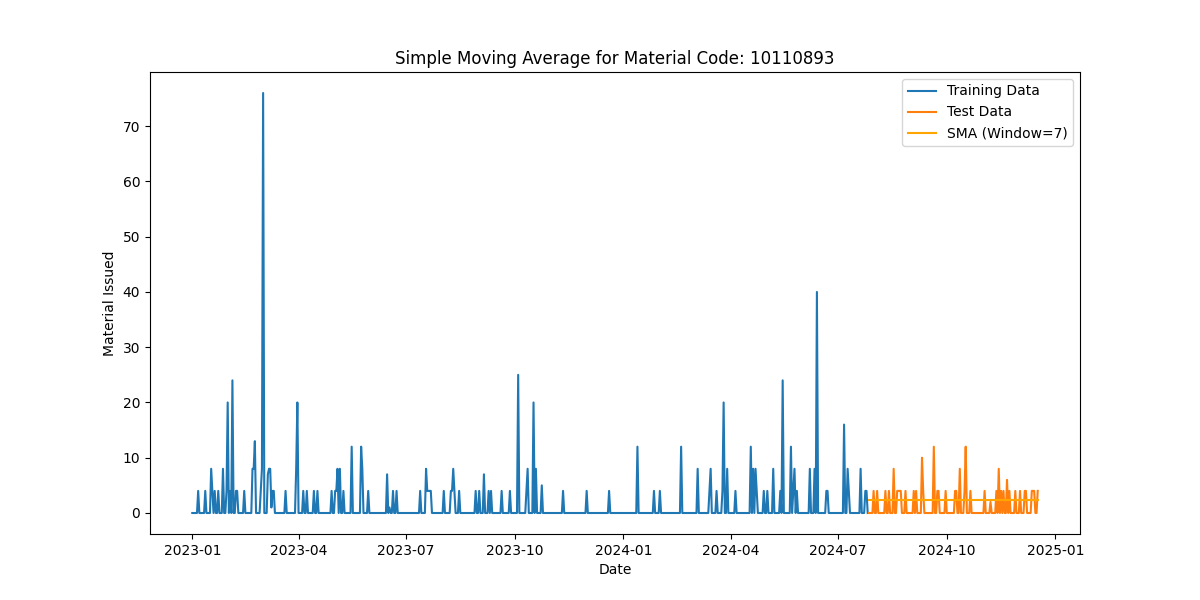 Simple Moving Average for Material Code: 10110893
Training Data
Test Data
SMA (Window=7)
Material Issued
70
60
50
40
30
20
10
0
2023-01 2023-04 2023-07 2023-10 2024-01 2024-04 2024-07 2024-10 2025-01
Date